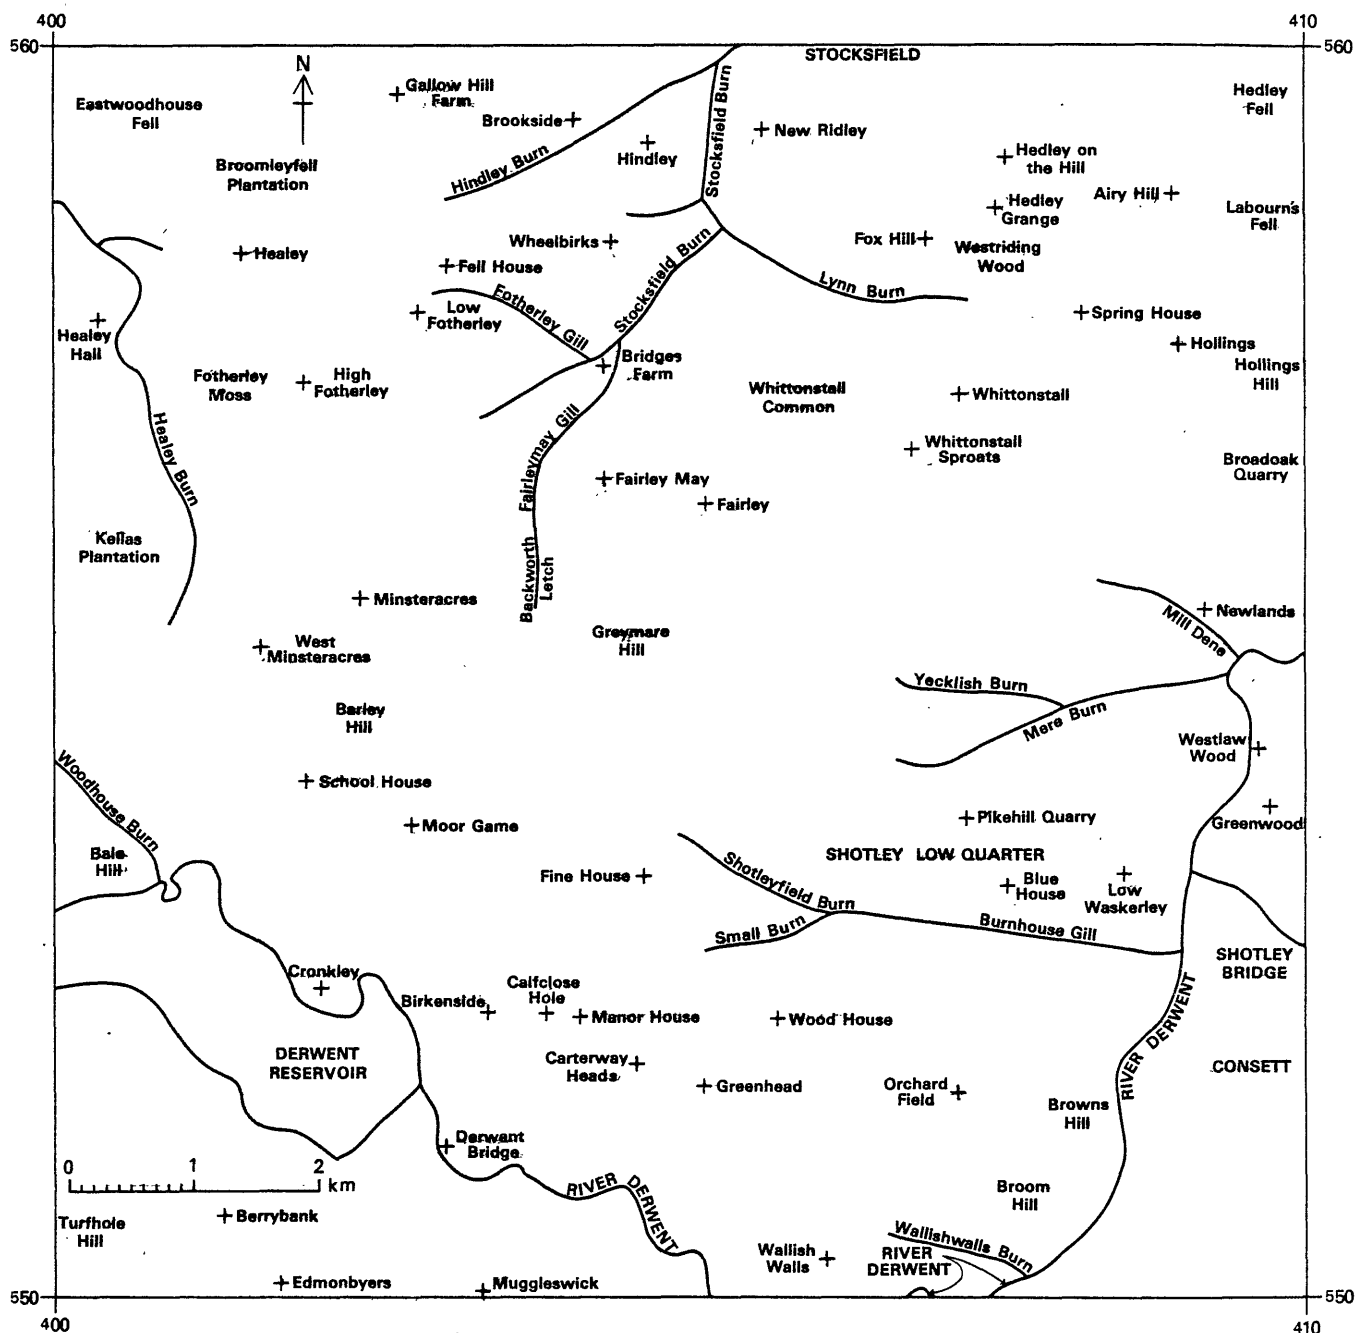 400
410
560
560
N
STOCKSFIELD
Eastwoodhouse
Fell
Gallow Hill
Farm
Brookside
Hindley
Hindley Burn
Stocksfield Burn
New Ridley
Hedley
Fell
Hedley on
the Hill
Broomleyfell
Plantation
Hedley
Grange
Airy Hill
Labourn's
Fell
Healey
Wheelbirks
Fell House
Stocksfield Burn
Fox Hill
Westriding
Wood
Lynn Burn
Fotherley Gill
Low
Fotherley
Spring House
Healey
Hall
Hollings
Hollings
Hill
Fotherley
Moss
High
Fotherley
Bridges
Farm
Whittonstall
Common
Whittonstall
Healey Burn
Fairleymay Gill
Whittonstall
Sproats
Broadoak
Quarry
Fairley May
Fairley
Kellas
Plantation
Backworth
Letch
Minsteracres
Mill Dene
Newlands
West
Minsteracres
Greymare
Hill
Yecklish Burn
Barley
Hill
Mere Burn
Westlaw
Wood
Woodhouse Burn
School House
Moor Game
Pikehill Quarry
Greenwood
Bale
Hill
SHOTLEY LOW QUARTER
Fine House
Shotleyfield Burn
Blue
House
Low
Waskerley
Small Burn
Burnhouse Gill
SHOTLEY
BRIDGE
Cronkley
Birkenside
Calfclose
Hole
Manor House
Wood House
RIVER DERWENT
DERWENT
RESERVOIR
Carterway
Heads
Greenhead
Orchard
Field
CONSETT
Browns
Hill
Derwent
Bridge
0 1 2
km
RIVER DERWENT
Broom
Hill
Berrybank
Turfhole
Hill
Wallish
Walls
Wallishwalls Burn
RIVER
DERWENT
Edmonbyers
Muggleswick
550
550
400
410